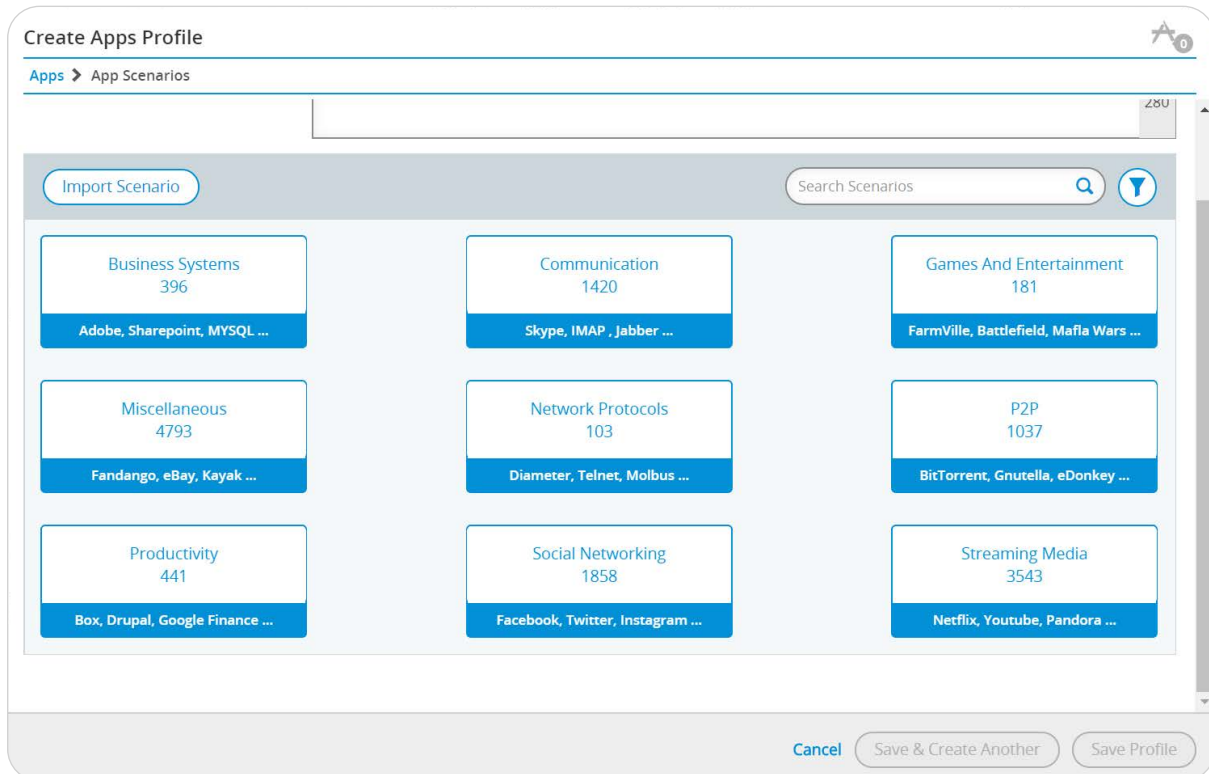 Create Apps Profile
0
Apps > App Scenarios
280
Import Scenario
Search Scenarios
Business Systems
396
Adobe, Sharepoint, MYSQL ...
Communication
1420
Skype, IMAP , Jabber ...
Games And Entertainment
181
FarmVille, Battlefield, Mafla Wars ...
Miscellaneous
4793
Fandango, eBay, Kayak ...
Network Protocols
103
Diameter, Telnet, Molbus ...
P2P
1037
BitTorrent, Gnutella, eDonkey ...
Productivity
441
Box, Drupal, Google Finance ...
Social Networking
1858
Facebook, Twitter, Instagram ...
Streaming Media
3543
Netflix, Youtube, Pandora ...
Cancel
Save & Create Another
Save Profile